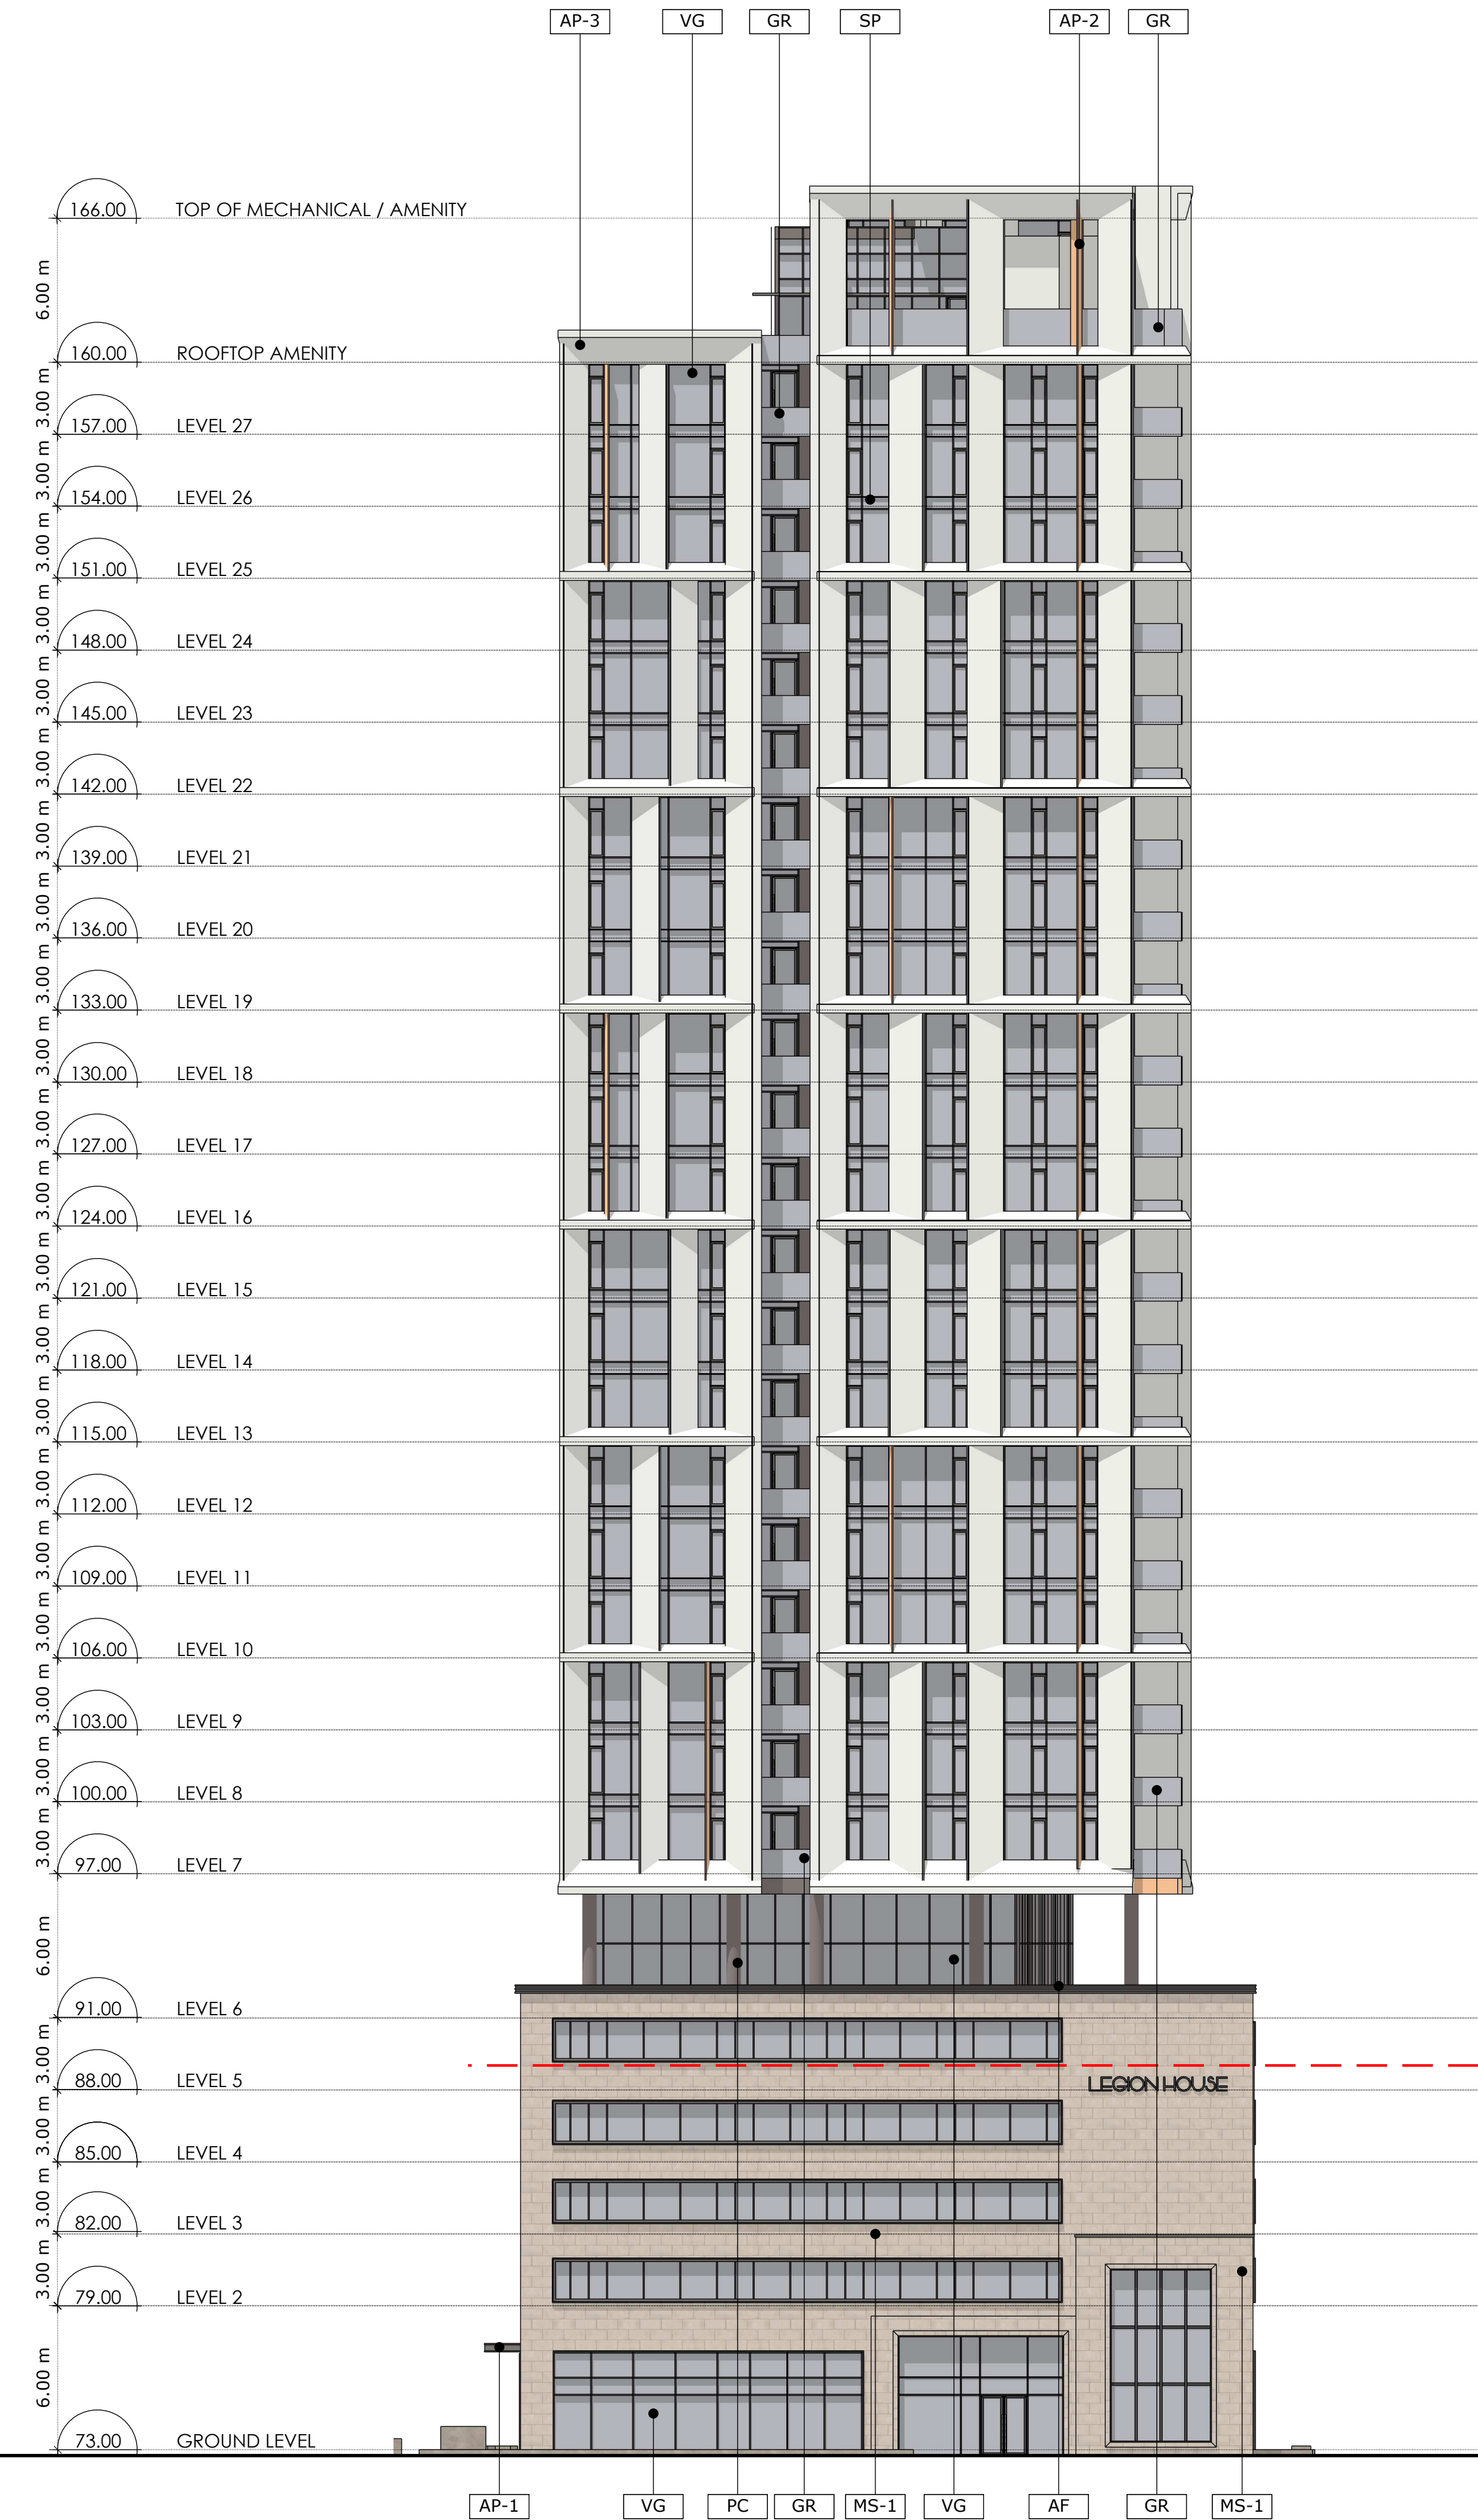 AP-3 VG GR SP AP-2 GR
166.00 TOP OF MECHANICAL / AMENITY
6.00 m
160.00 ROOFTOP AMENITY
3.00 m
157.00 LEVEL 27
3.00 m
154.00 LEVEL 26
3.00 m
151.00 LEVEL 25
3.00 m
148.00 LEVEL 24
3.00 m
145.00 LEVEL 23
3.00 m
142.00 LEVEL 22
3.00 m
139.00 LEVEL 21
3.00 m
136.00 LEVEL 20
3.00 m
133.00 LEVEL 19
3.00 m
130.00 LEVEL 18
3.00 m
127.00 LEVEL 17
3.00 m
124.00 LEVEL 16
3.00 m
121.00 LEVEL 15
3.00 m
118.00 LEVEL 14
3.00 m
115.00 LEVEL 13
3.00 m
112.00 LEVEL 12
3.00 m
109.00 LEVEL 11
3.00 m
106.00 LEVEL 10
3.00 m
103.00 LEVEL 9
3.00 m
100.00 LEVEL 8
3.00 m
97.00 LEVEL 7
6.00 m
91.00 LEVEL 6
3.00 m
88.00 LEVEL 5
LEGION HOUSE
3.00 m
85.00 LEVEL 4
3.00 m
82.00 LEVEL 3
3.00 m
79.00 LEVEL 2
6.00 m
73.00 GROUND LEVEL
AP-1 VG PC GR MS-1 VG AF GR MS-1